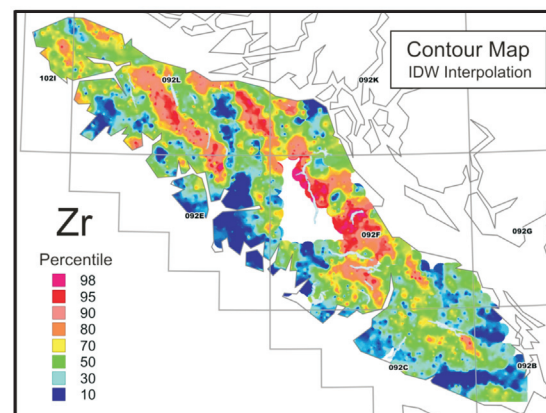 Contour Map
IDW Interpolation
102I
092L
092K
092E
092F
092G
092C
092B
Zr
Percentile
98
95
90
80
70
50
30
10